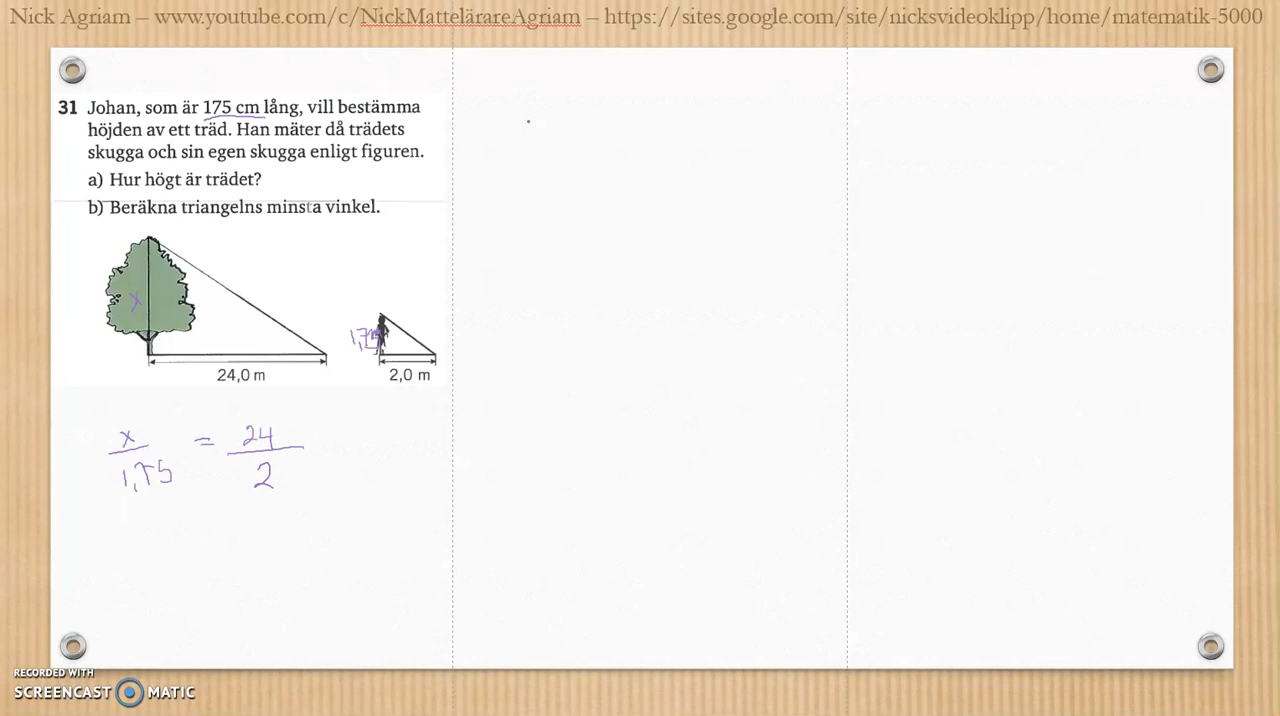 Nick Agriam – www.youtube.com/c/NickMattelärareAgriam – https://sites.google.com/site/nicksvideoklipp/home/matematik-5000
31 Johan, som är 175 cm lång, vill bestämma
höjden av ett träd. Han mäter då trädets
skugga och sin egen skugga enligt figuren.
a) Hur högt är trädet?
b) Beräkna triangelns minsta vinkel.
x
24,0 m
2,0 m
x = 24
1,75 2
RECORDED WITH
SCREENCAST MATIC